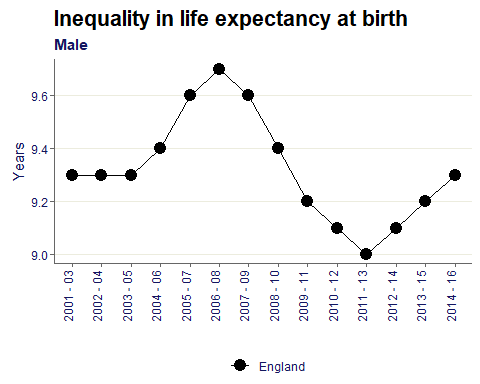 Inequality in life expectancy at birth
Male
Years
9.6
9.4
9.2
9.0
2001 - 03
2002 - 04
2003 - 05
2004 - 06
2005 - 07
2006 - 08
2007 - 09
2008 - 10
2009 - 11
2010 - 12
2011 - 13
2012 - 14
2013 - 15
2014 - 16
England